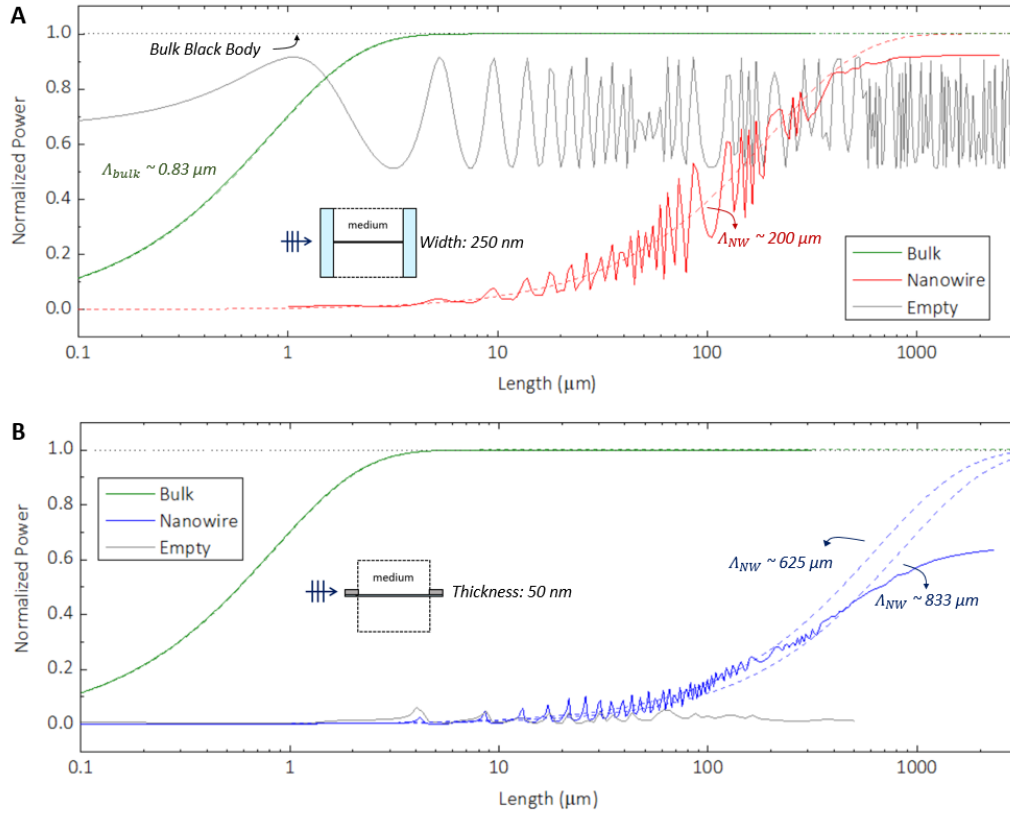 A
1.0
0.8
0.6
0.4
0.2
0.0
Normalized Power
Bulk Black Body
Λbulk ~ 0.83 µm
medium
Width: 250 nm
ΛNW ~ 200 µm
Bulk
Nanowire
Empty
0.1
1
10
100
1000
Length (µm)
B
1.0
0.8
0.6
0.4
0.2
0.0
Normalized Power
Bulk
Nanowire
Empty
medium
Thickness: 50 nm
ΛNW ~ 625 µm
ΛNW ~ 833 µm
0.1
1
10
100
1000
Length (µm)